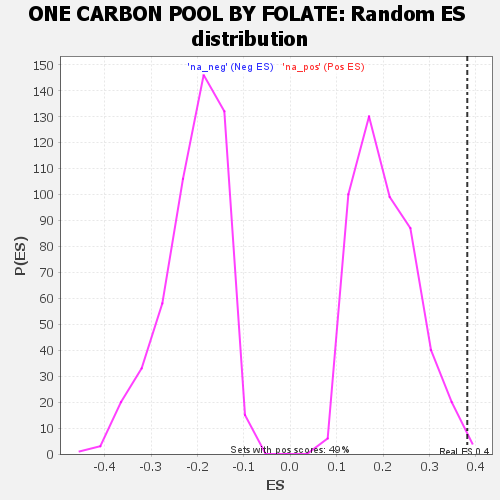 ONE CARBON POOL BY FOLATE: Random ES
distribution
'na_neg' (Neg ES) 'na_pos' (Pos ES)
150
140
130
120
110
100
90
80
70
60
50
40
30
20
10
0
P(ES)
Sets with pos scores: 49%
Real ES 0.4
-0.4 -0.3 -0.2 -0.1 0.0 0.1 0.2 0.3 0.4
ES